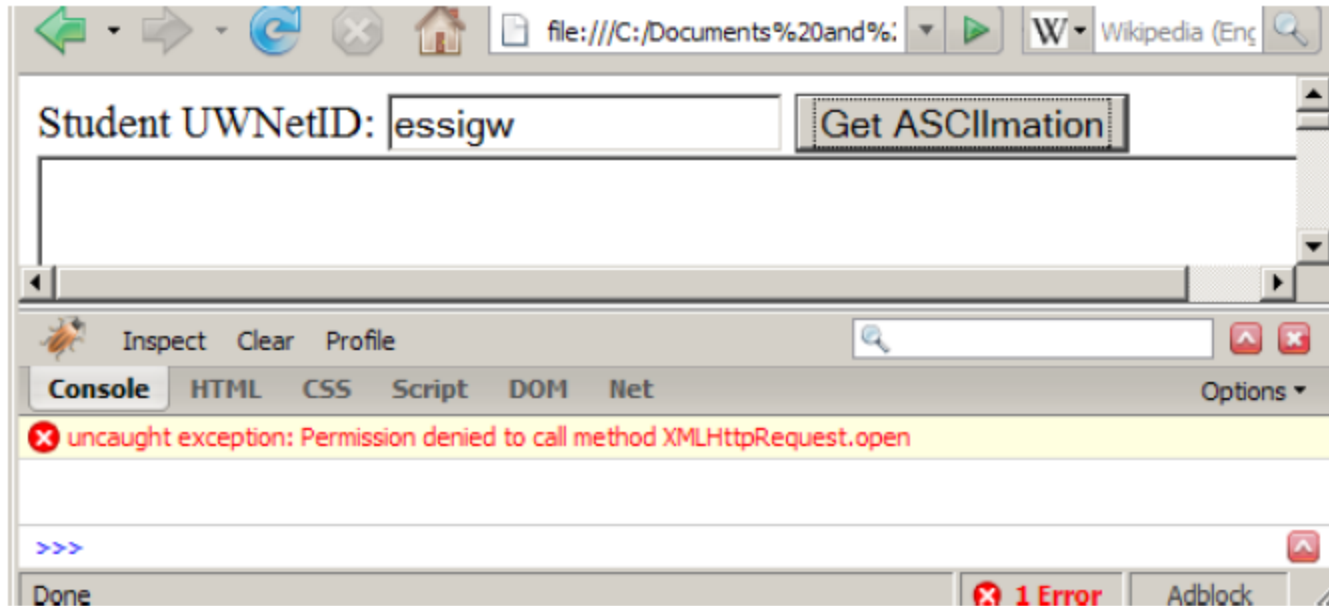 file:///C:/Documents%20and%: W Wikipedia (Eng
Student UWNetID: essigw Get ASCIImation
Inspect Clear Profile
Console HTML CSS Script DOM Net Options
uncaught exception: Permission denied to call method XMLHttpRequest.open
>>>
Done 1 Error Adblock